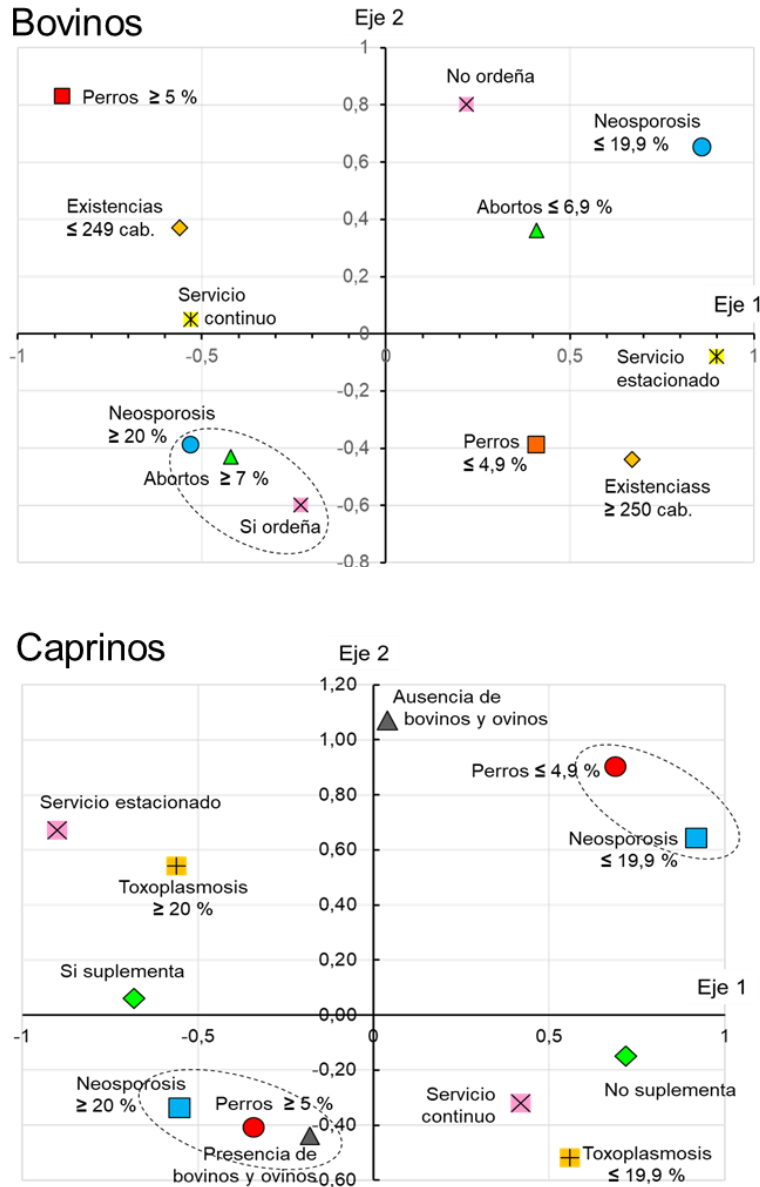 Bovinos
Eje 2
1
Perros ≥ 5 %
0,8
No ordeña
Neosporosis
≤ 19,9 %
0,6
Existencias
≤ 249 cab.
0,4
Abortos ≤ 6,9 %
0,2
Servicio
continuo
Eje 1
0
-1
-0,5
0
0,5
1
Servicio
estacionado
-0,2
Neosporosis
≥ 20 %
-0,4
Perros
≤ 4,9 %
Abortos ≥ 7 %
Existenciass
≥ 250 cab.
-0,6
Si ordeña
-0.8
Caprinos
Eje 2
1,20
Ausencia de
bovinos y ovinos
1,00
Perros ≤ 4,9 %
0,80
Servicio estacionado
Neosporosis
≤ 19,9 %
0,60
Toxoplasmosis
≥ 20 %
0,40
0,20
Si suplementa
Eje 1
0,00
-1
-0,5
0
0,5
1
-0,20
No suplementa
Neosporosis
≥ 20 %
Perros ≥ 5 %
Servicio
continuo
-0,40
Presencia de
bovinos y ovinos
Toxoplasmosis
≤ 19,9 %
-0,60